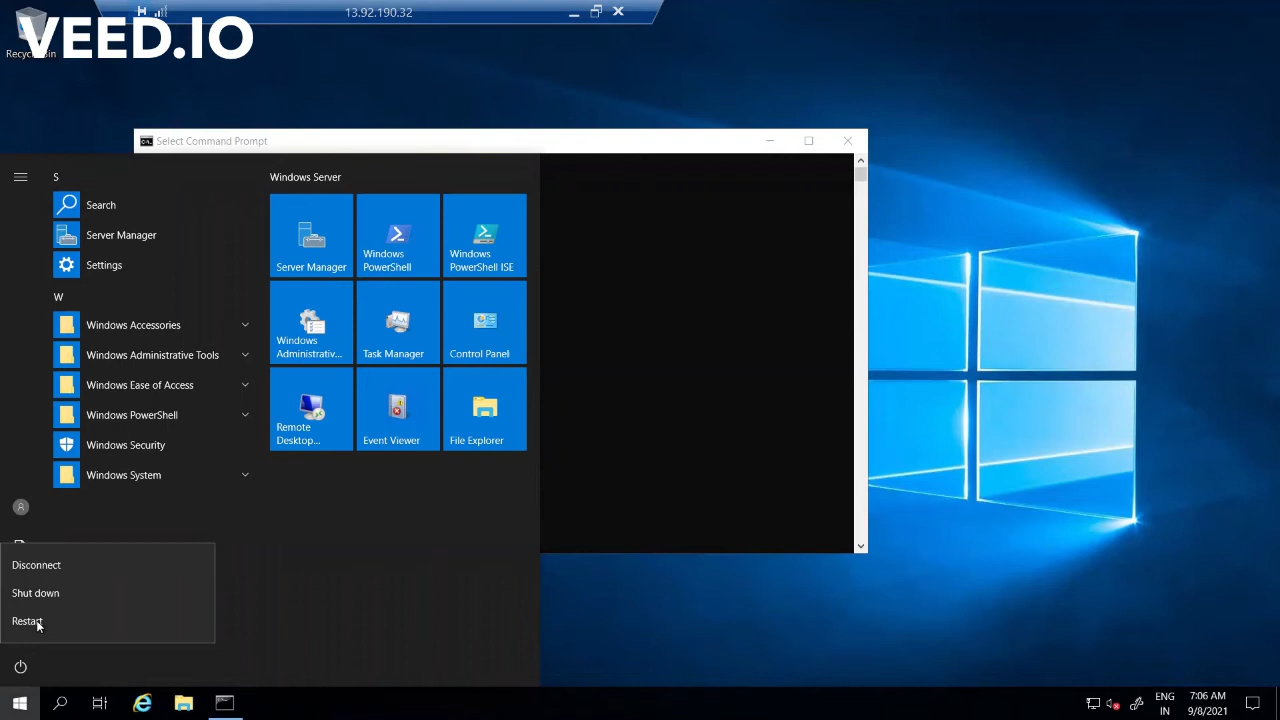 13.92.190.32
VEED.IO
Recycle Bin
Select Command Prompt
S
Search
Server Manager
Settings
W
Windows Accessories
Windows Administrative Tools
Windows Ease of Access
Windows PowerShell
Windows Security
Windows System
Windows Server
Server Manager
Windows
PowerShell
Windows
PowerShell ISE
Windows
Administrativ...
Task Manager
Control Panel
Remote
Desktop...
Event Viewer
File Explorer
Disconnect
Shut down
Restart
ENG
IN
7:06 AM
9/8/2021